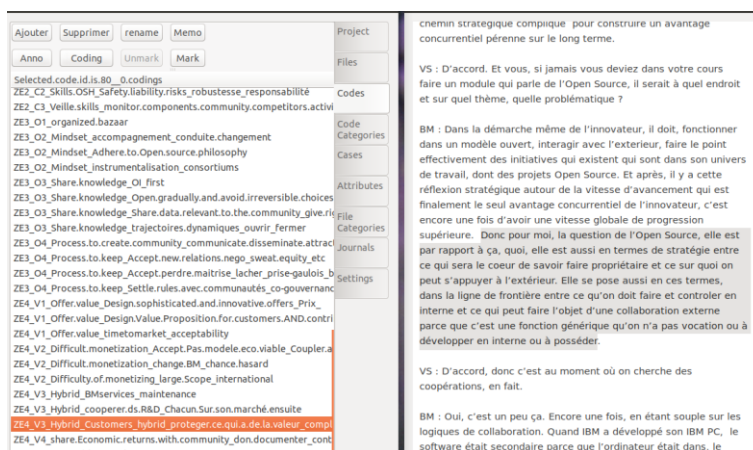 Ajouter Supprimer rename Memo
Anno Coding Unmark Mark
Selected.code.id.is.80__0.codings
ZE2_C2_Skills.OSH_Safety.liability.risks_robustesse_responsabilité
ZE2_C3_Veille.skills_monitor.components.community.competitors.activi
ZE3_O1_organized.bazaar
ZE3_O2_Mindset_accompagnement_conduite.changement
ZE3_O2_Mindset_Adhere.to.Open.source.philosophy
ZE3_O2_Mindset_instrumentalisation_consortiums
ZE3_O3_Share.knowledge_OI_first
ZE3_O3_Share.knowledge_Open.gradually.and.avoid.irreversible.choices
ZE3_O3_Share.knowledge_Share.data.relevant.to.the.community_give.rig
ZE3_O3_Share.knowledge_trajectoires.dynamiques_ouvrir_fermer
ZE3_O4_Process.to.create.community_communicate.disseminate.attract
ZE3_O4_Process.to.keep_Accept.new.relations.nego_sweat.equity_etc
ZE3_O4_Process.to.keep_Accept.perdre.maitrise_lacher_prise-gaulois_b
ZE3_O4_Process.to.keep_Settle.rules.avec.communautés_co-gouvernanc
ZE4_V1_Offer.value_Design.sophisticated.and.innovative.offers_Prix_
ZE4_V1_Offer.value_Design.Value.Proposition.for.customers.AND.contri
ZE4_V1_Offer.value_timetomarket_acceptability
ZE4_V2_Difficult.monetization_Accept.Pas.modele.eco.viable_Coupler.a
ZE4_V2_Difficult.monetization_change.BM_chance.hasard
ZE4_V2_Difficulty.of.monetizing_large.Scope_international
ZE4_V3_Hybrid_BMservices_maintenance
ZE4_V3_Hybrid_cooperer.ds.R&D_Chacun.Sur.son.marché.ensuite
ZE4_V3_Hybrid_Customers_hybrid_proteger.ce.qui.a.de.la.valeur_compl
ZE4_V4_share.Economic.returns.with.community_don.documenter_cont
Project
Files
Codes
Code
Categories
Cases
Attributes
File
Categories
Journals
Settings
chemin stratégique compliqué pour construire un avantage
concurrentiel pérenne sur le long terme.
VS : D'accord. Et vous, si jamais vous deviez dans votre cours
faire un module qui parle de l'Open Source, il serait à quel endroit
et sur quel thème, quelle problématique ?
BM : Dans la démarche même de l'innovateur, il doit, fonctionner
dans un modèle ouvert, interagir avec l'exterieur, faire le point
effectivement des initiatives qui existent qui sont dans son univers
de travail, dont des projets Open Source. Et après, il y a cette
réflexion stratégique autour de la vitesse d'avancement qui est
finalement le seul avantage concurrentiel de l'innovateur, c'est
encore une fois d'avoir une vitesse globale de progression
supérieure. Donc pour moi, la question de l'Open Source, elle est
par rapport à ça, quoi, elle est aussi en termes de stratégie entre
ce qui sera le coeur de savoir faire propriétaire et ce sur quoi on
peut s'appuyer à l'extérieur. Elle se pose aussi en ces termes,
dans la ligne de frontière entre ce qu'on doit faire et controler en
interne et ce qui peut faire l'objet d'une collaboration externe
parce que c'est une fonction générique qu'on n'a pas vocation ou à
développer en interne ou à posséder.
VS : D'accord, donc c'est au moment où on cherche des
coopérations, en fait.
BM : Oui, c'est un peu ça. Encore une fois, en étant souple sur les
logiques de collaboration. Quand IBM a développé son IBM PC, le
software était secondaire parce que l'ordinateur était dans, le